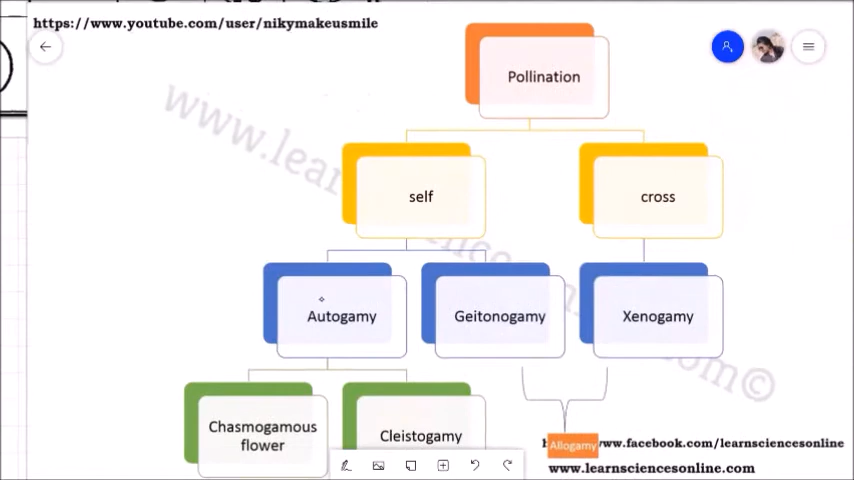 https://www.youtube.com/user/nikymakeusmile
Pollination
self
cross
Autogamy
Geitonogamy
Xenogamy
Chasmogamous
flower
Cleistogamy
Allogamy
www.facebook.com/learnsciencesonline
www.learnsciencesonline.com